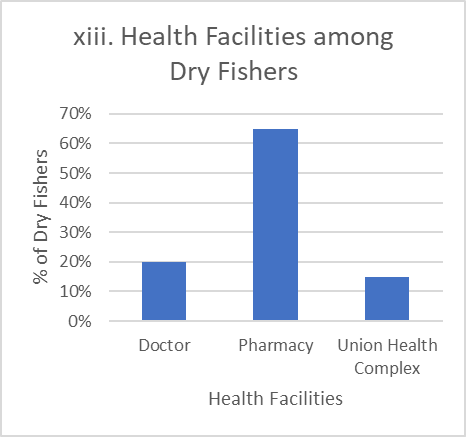 xiii. Health Facilities among
Dry Fishers
% of Dry Fishers
70%
60%
50%
40%
30%
20%
10%
0%
Doctor
Pharmacy
Union Health
Complex
Health Facilities